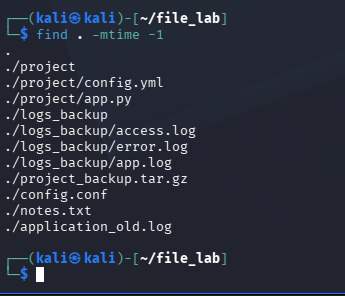 ┌──(kali㉿kali)-[~/file_lab]
└─$ find . -mtime -1
.
./project
./project/config.yml
./project/app.py
./logs_backup
./logs_backup/access.log
./logs_backup/error.log
./logs_backup/app.log
./project_backup.tar.gz
./config.conf
./notes.txt
./application_old.log
┌──(kali㉿kali)-[~/file_lab]
└─$